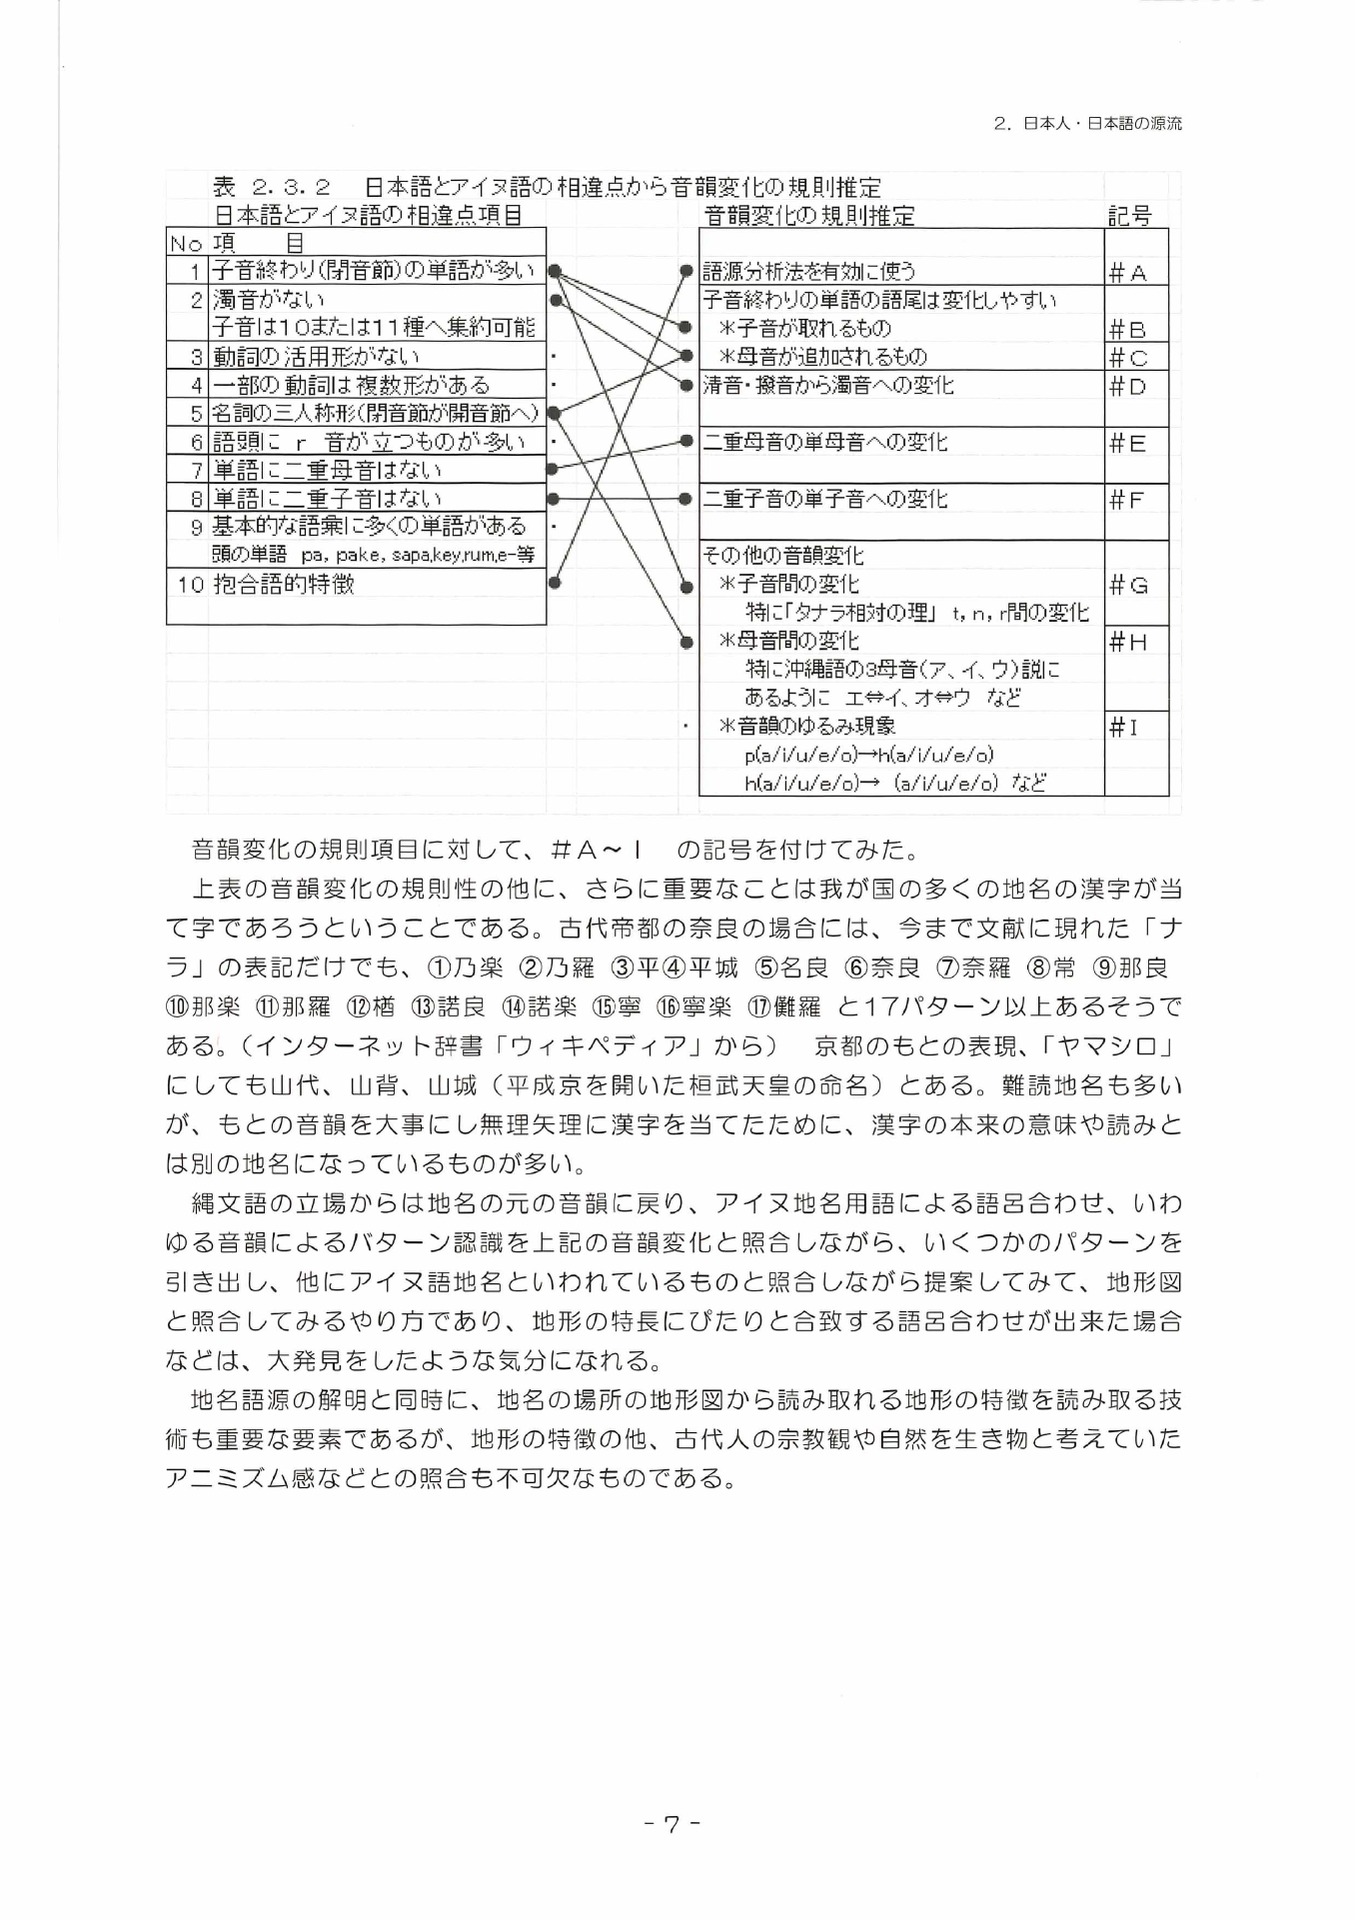 2．日本人・日本語の源流
表 2.3.2　日本語とアイヌ語の相違点から音韻変化の規則推定
日本語とアイヌ語の相違点項目
No 項　目
1 子音終わり(閉音節)の単語が多い
2 濁音がない
子音は10または11種へ集約可能
3 動詞の活用形がない
4 一部の動詞は複数形がある
5 名詞の三人称形(閉音節が開音節へ)
6 語頭に r 音が立つものが多い
7 単語に二重母音はない
8 単語に二重子音はない
9 基本的な語彙に多くの単語がある
頭の単語 pa, pake, sapa,key,rum,e-等
10 抱合語的特徴
音韻変化の規則推定　記号
語源分析法を有効に使う　#A
子音終わりの単語の語尾は変化しやすい
＊子音が取れるもの　#B
＊母音が追加されるもの　#C
清音・撥音から濁音への変化　#D
二重母音の単母音への変化　#E
二重子音の単子音への変化　#F
その他の音韻変化
＊子音間の変化　#G
特に「タナラ相対の理」 t, n, r間の変化
＊母音間の変化　#H
特に沖縄語の3母音(ア、イ、ウ)説に
あるように エ⇔イ、オ⇔ウ など
＊音韻のゆるみ現象　#I
p(a/i/u/e/o)→h(a/i/u/e/o)
h(a/i/u/e/o)→ (a/i/u/e/o) など
音韻変化の規則項目に対して、＃Ａ～Ｉ　の記号を付けてみた。
上表の音韻変化の規則性の他に、さらに重要なことは我が国の多くの地名の漢字が当
て字であろうということである。古代帝都の奈良の場合には、今まで文献に現れた「ナ
ラ」の表記だけでも、①乃楽 ②乃羅 ③平④平城 ⑤名良 ⑥奈良 ⑦奈羅 ⑧常 ⑨那良
⑩那楽 ⑪那羅 ⑫楢 ⑬諾良 ⑭諾楽 ⑮寧 ⑯寧楽 ⑰儺羅 と17パターン以上あるそうで
ある。（インターネット辞書「ウィキペディア」から）　京都のもとの表現、「ヤマシロ」
にしても山代、山背、山城（平成京を開いた桓武天皇の命名）とある。難読地名も多い
が、もとの音韻を大事にし無理矢理に漢字を当てたために、漢字の本来の意味や読みと
は別の地名になっているものが多い。
縄文語の立場からは地名の元の音韻に戻り、アイヌ地名用語による語呂合わせ、いわ
ゆる音韻によるバターン認識を上記の音韻変化と照合しながら、いくつかのパターンを
引き出し、他にアイヌ語地名といわれているものと照合しながら提案してみて、地形図
と照合してみるやり方であり、地形の特長にぴたりと合致する語呂合わせが出来た場合
などは、大発見をしたような気分になれる。
地名語源の解明と同時に、地名の場所の地形図から読み取れる地形の特徴を読み取る技
術も重要な要素であるが、地形の特徴の他、古代人の宗教観や自然を生き物と考えていた
アニミズム感などとの照合も不可欠なものである。
- 7 -